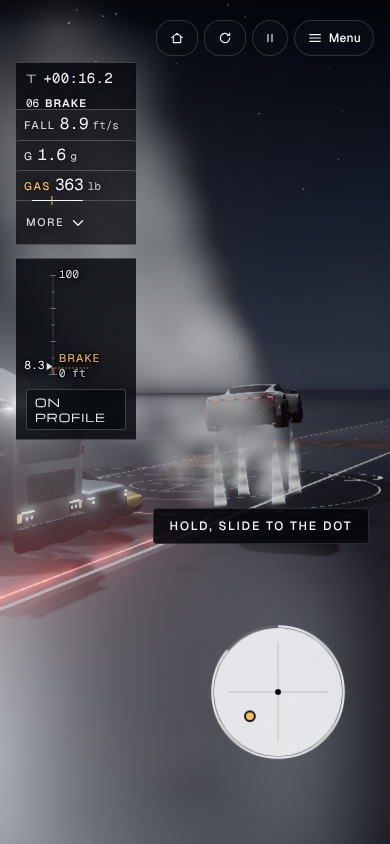 Menu
T +00:16.2
06 BRAKE
FALL 8.9 ft/s
G 1.6 g
GAS 363 lb
MORE
100
8.3
BRAKE
0 ft
ON
PROFILE
HOLD, SLIDE TO THE DOT